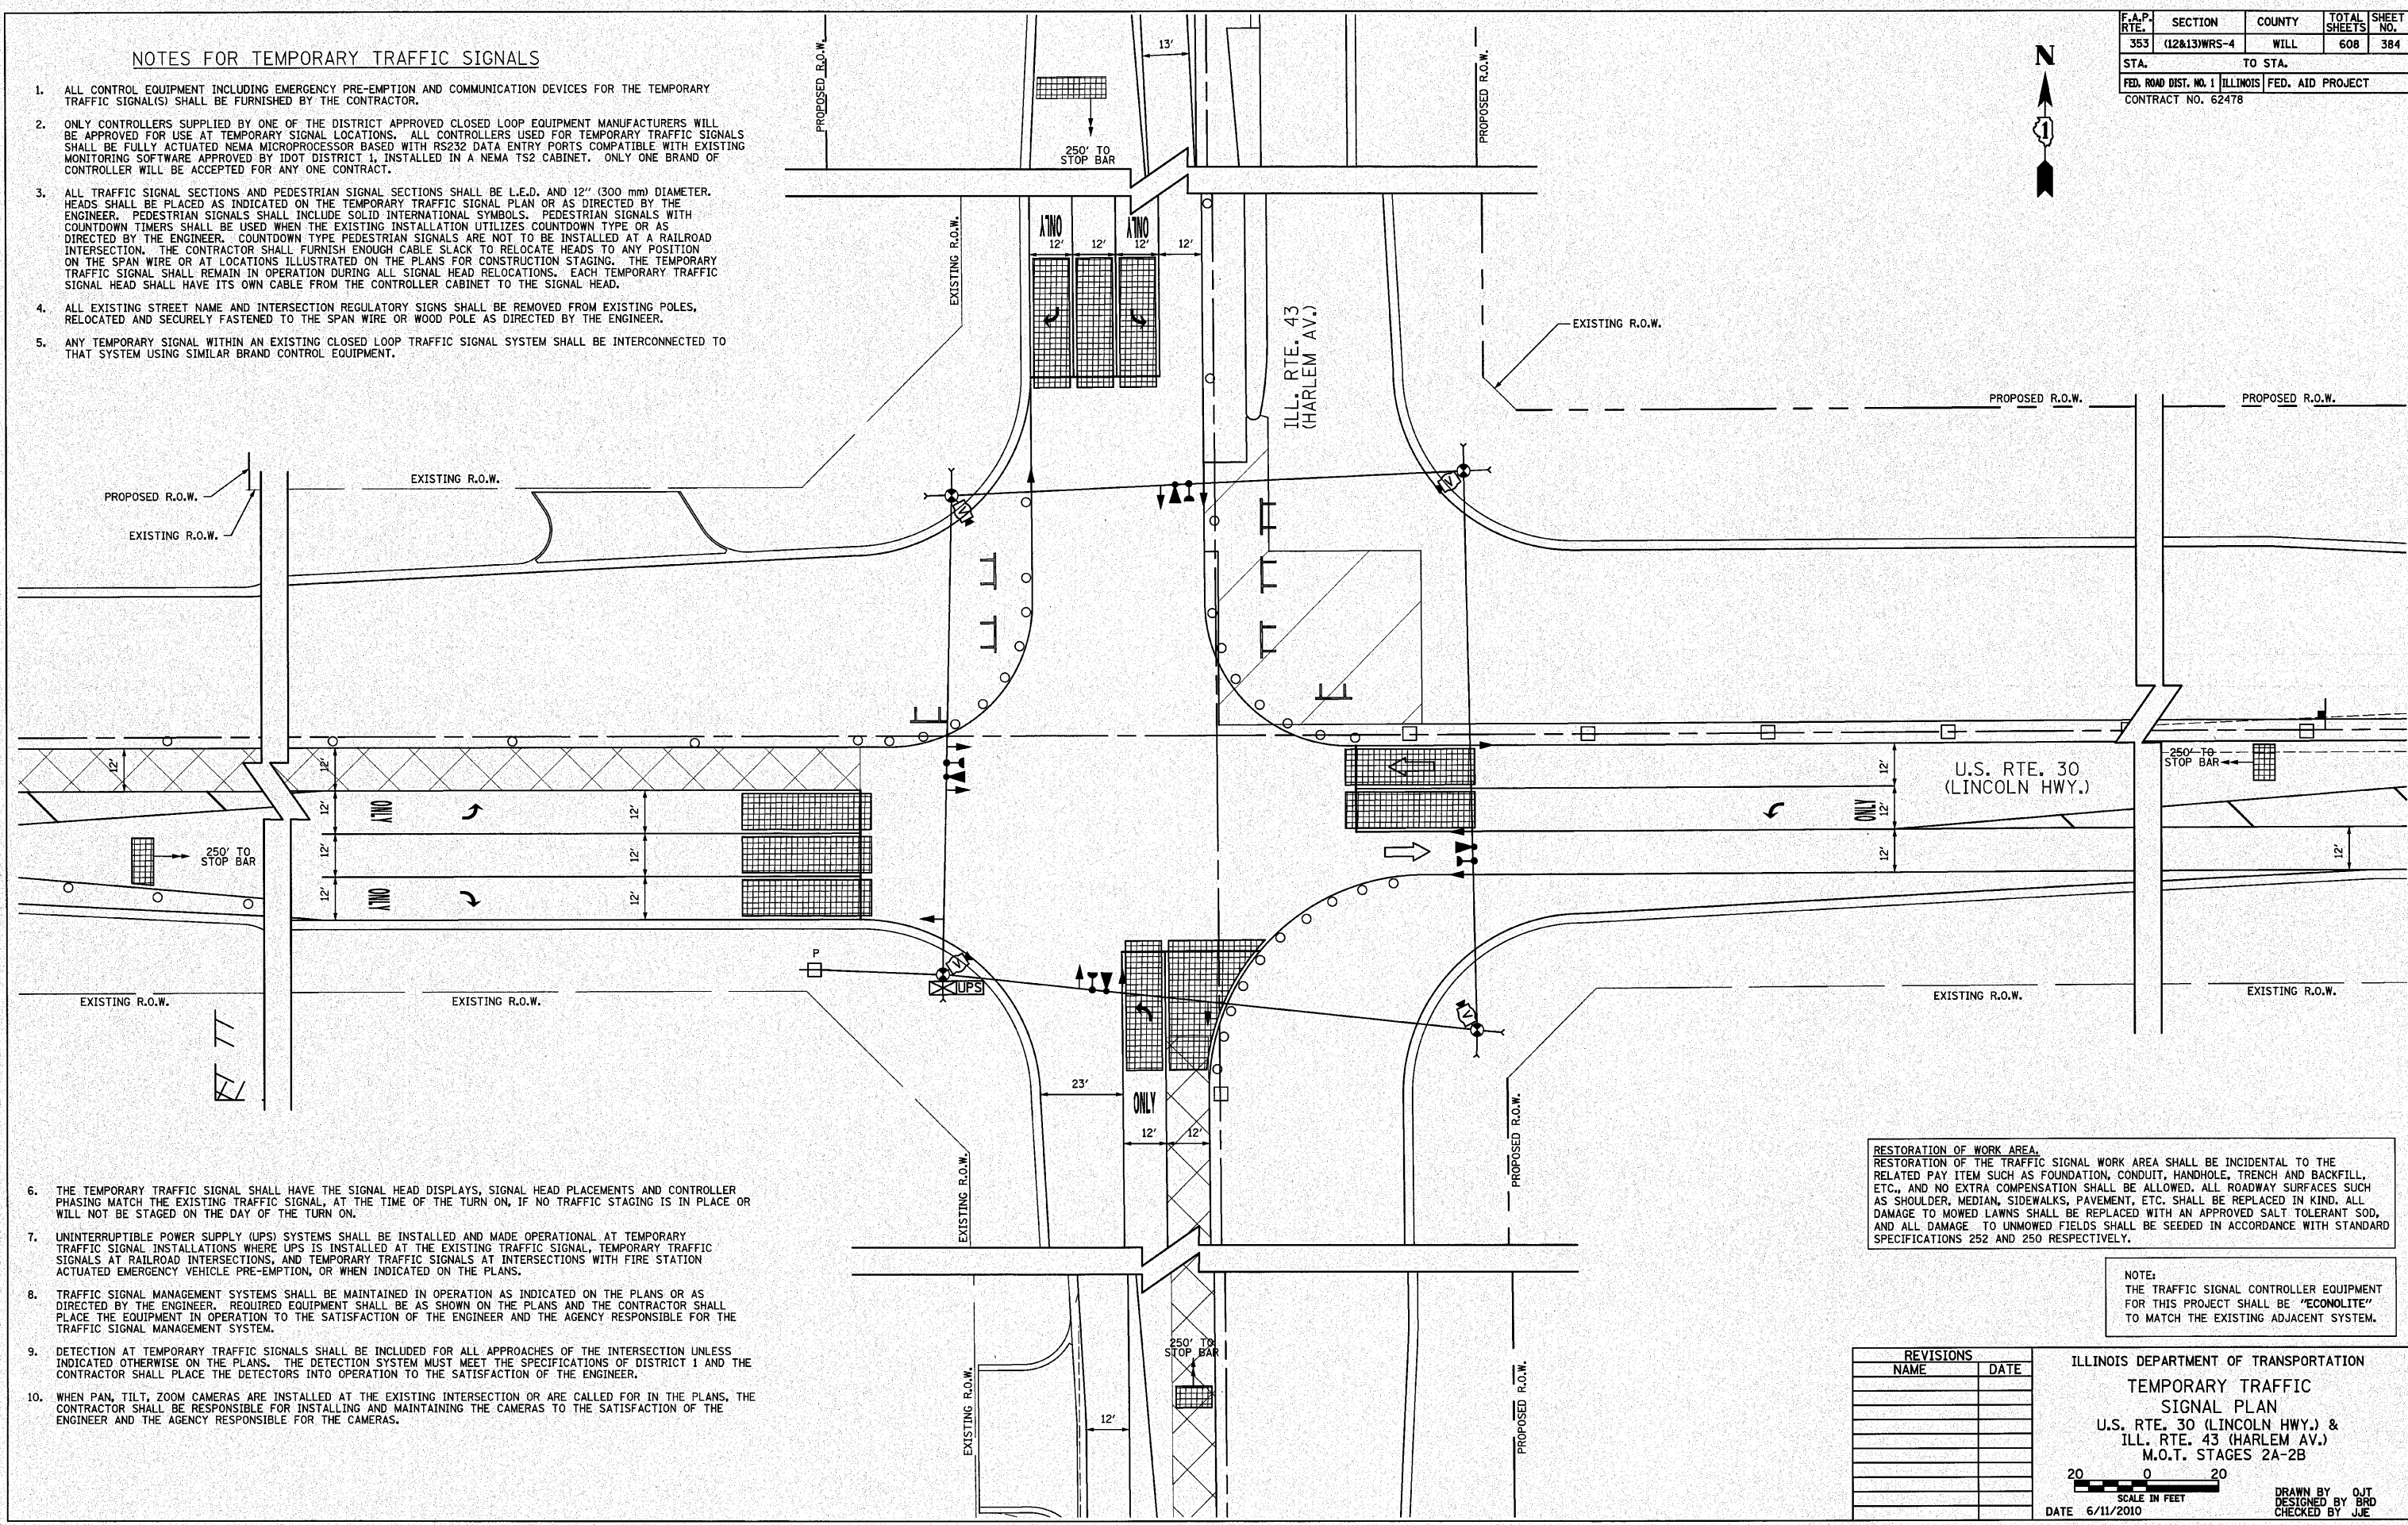 NOTES FOR TEMPORARY TRAFFIC SIGNALS
1. ALL CONTROL EQUIPMENT INCLUDING EMERGENCY PRE-EMPTION AND COMMUNICATION DEVICES FOR THE TEMPORARY
TRAFFIC SIGNAL(S) SHALL BE FURNISHED BY THE CONTRACTOR.
2. ONLY CONTROLLERS SUPPLIED BY ONE OF THE DISTRICT APPROVED CLOSED LOOP EQUIPMENT MANUFACTURERS WILL
BE APPROVED FOR USE AT TEMPORARY SIGNAL LOCATIONS. ALL CONTROLLERS USED FOR TEMPORARY TRAFFIC SIGNALS
SHALL BE FULLY ACTUATED NEMA MICROPROCESSOR BASED WITH RS232 DATA ENTRY PORTS COMPATIBLE WITH EXISTING
MONITORING SOFTWARE APPROVED BY IDOT DISTRICT 1, INSTALLED IN A NEMA TS2 CABINET. ONLY ONE BRAND OF
CONTROLLER WILL BE ACCEPTED FOR ANY ONE CONTRACT.
3. ALL TRAFFIC SIGNAL SECTIONS AND PEDESTRIAN SIGNAL SECTIONS SHALL BE L.E.D. AND 12" (300 mm) DIAMETER.
HEADS SHALL BE PLACED AS INDICATED ON THE TEMPORARY TRAFFIC SIGNAL PLAN OR AS DIRECTED BY THE
ENGINEER. PEDESTRIAN SIGNALS SHALL INCLUDE SOLID INTERNATIONAL SYMBOLS. PEDESTRIAN SIGNALS WITH
COUNTDOWN TIMERS SHALL BE USED WHEN THE EXISTING INSTALLATION UTILIZES COUNTDOWN TYPE OR AS
DIRECTED BY THE ENGINEER. COUNTDOWN TYPE PEDESTRIAN SIGNALS ARE NOT TO BE INSTALLED AT A RAILROAD
INTERSECTION. THE CONTRACTOR SHALL FURNISH ENOUGH CABLE SLACK TO RELOCATE HEADS TO ANY POSITION
ON THE SPAN WIRE OR AT LOCATIONS ILLUSTRATED ON THE PLANS FOR CONSTRUCTION STAGING. THE TEMPORARY
TRAFFIC SIGNAL SHALL REMAIN IN OPERATION DURING ALL SIGNAL HEAD RELOCATIONS. EACH TEMPORARY TRAFFIC
SIGNAL HEAD SHALL HAVE ITS OWN CABLE FROM THE CONTROLLER CABINET TO THE SIGNAL HEAD.
4. ALL EXISTING STREET NAME AND INTERSECTION REGULATORY SIGNS SHALL BE REMOVED FROM EXISTING POLES,
RELOCATED AND SECURELY FASTENED TO THE SPAN WIRE OR WOOD POLE AS DIRECTED BY THE ENGINEER.
5. ANY TEMPORARY SIGNAL WITHIN AN EXISTING CLOSED LOOP TRAFFIC SIGNAL SYSTEM SHALL BE INTERCONNECTED TO
THAT SYSTEM USING SIMILAR BRAND CONTROL EQUIPMENT.
F.A.P. RTE. SECTION COUNTY TOTAL SHEETS SHEET NO.
353 (12&13)WRS-4 WILL 608 384
STA. TO STA.
FED. ROAD DIST. NO. 1 ILLINOIS FED. AID PROJECT
CONTRACT NO. 62478
N
1
PROPOSED R.O.W.
13'
PROPOSED R.O.W.
250' TO
STOP BAR
EXISTING R.O.W.
ONLY
ONLY
12' 12' 12' 12'
ILL. RTE. 43
(HARLEM AV.)
EXISTING R.O.W.
PROPOSED R.O.W.
PROPOSED R.O.W.
EXISTING R.O.W.
PROPOSED R.O.W.
EXISTING R.O.W.
V
V
12'
12'
12'
12'
12'
ONLY
12'
12'
12'
ONLY
250' TO
STOP BAR
12'
12'
12'
12'
ONLY
U.S. RTE. 30
(LINCOLN HWY.)
250' TO
STOP BAR
P
V
UPS
V
EXISTING R.O.W.
EXISTING R.O.W.
EXISTING R.O.W.
EXISTING R.O.W.
23'
ONLY
12' 12'
EXISTING R.O.W.
PROPOSED R.O.W.
250' TO
STOP BAR
12'
EXISTING R.O.W.
PROPOSED R.O.W.
6. THE TEMPORARY TRAFFIC SIGNAL SHALL HAVE THE SIGNAL HEAD DISPLAYS, SIGNAL HEAD PLACEMENTS AND CONTROLLER
PHASING MATCH THE EXISTING TRAFFIC SIGNAL, AT THE TIME OF THE TURN ON, IF NO TRAFFIC STAGING IS IN PLACE OR
WILL NOT BE STAGED ON THE DAY OF THE TURN ON.
7. UNINTERRUPTIBLE POWER SUPPLY (UPS) SYSTEMS SHALL BE INSTALLED AND MADE OPERATIONAL AT TEMPORARY
TRAFFIC SIGNAL INSTALLATIONS WHERE UPS IS INSTALLED AT THE EXISTING TRAFFIC SIGNAL, TEMPORARY TRAFFIC
SIGNALS AT RAILROAD INTERSECTIONS, AND TEMPORARY TRAFFIC SIGNALS AT INTERSECTIONS WITH FIRE STATION
ACTUATED EMERGENCY VEHICLE PRE-EMPTION, OR WHEN INDICATED ON THE PLANS.
8. TRAFFIC SIGNAL MANAGEMENT SYSTEMS SHALL BE MAINTAINED IN OPERATION AS INDICATED ON THE PLANS OR AS
DIRECTED BY THE ENGINEER. REQUIRED EQUIPMENT SHALL BE AS SHOWN ON THE PLANS AND THE CONTRACTOR SHALL
PLACE THE EQUIPMENT IN OPERATION TO THE SATISFACTION OF THE ENGINEER AND THE AGENCY RESPONSIBLE FOR THE
TRAFFIC SIGNAL MANAGEMENT SYSTEM.
9. DETECTION AT TEMPORARY TRAFFIC SIGNALS SHALL BE INCLUDED FOR ALL APPROACHES OF THE INTERSECTION UNLESS
INDICATED OTHERWISE ON THE PLANS. THE DETECTION SYSTEM MUST MEET THE SPECIFICATIONS OF DISTRICT 1 AND THE
CONTRACTOR SHALL PLACE THE DETECTORS INTO OPERATION TO THE SATISFACTION OF THE ENGINEER.
10. WHEN PAN, TILT, ZOOM CAMERAS ARE INSTALLED AT THE EXISTING INTERSECTION OR ARE CALLED FOR IN THE PLANS, THE
CONTRACTOR SHALL BE RESPONSIBLE FOR INSTALLING AND MAINTAINING THE CAMERAS TO THE SATISFACTION OF THE
ENGINEER AND THE AGENCY RESPONSIBLE FOR THE CAMERAS.
RESTORATION OF WORK AREA.
RESTORATION OF THE TRAFFIC SIGNAL WORK AREA SHALL BE INCIDENTAL TO THE
RELATED PAY ITEM SUCH AS FOUNDATION, CONDUIT, HANDHOLE, TRENCH AND BACKFILL,
ETC., AND NO EXTRA COMPENSATION SHALL BE ALLOWED. ALL ROADWAY SURFACES SUCH
AS SHOULDER, MEDIAN, SIDEWALKS, PAVEMENT, ETC. SHALL BE REPLACED IN KIND. ALL
DAMAGE TO MOWED LAWNS SHALL BE REPLACED WITH AN APPROVED SALT TOLERANT SOD,
AND ALL DAMAGE TO UNMOWED FIELDS SHALL BE SEEDED IN ACCORDANCE WITH STANDARD
SPECIFICATIONS 252 AND 250 RESPECTIVELY.
NOTE:
THE TRAFFIC SIGNAL CONTROLLER EQUIPMENT
FOR THIS PROJECT SHALL BE "ECONOLITE"
TO MATCH THE EXISTING ADJACENT SYSTEM.
REVISIONS
NAME DATE
ILLINOIS DEPARTMENT OF TRANSPORTATION
TEMPORARY TRAFFIC
SIGNAL PLAN
U.S. RTE. 30 (LINCOLN HWY.) &
ILL. RTE. 43 (HARLEM AV.)
M.O.T. STAGES 2A-2B
20 0 20
SCALE IN FEET
DATE 6/11/2010
DRAWN BY OJT
DESIGNED BY BRD
CHECKED BY JJE